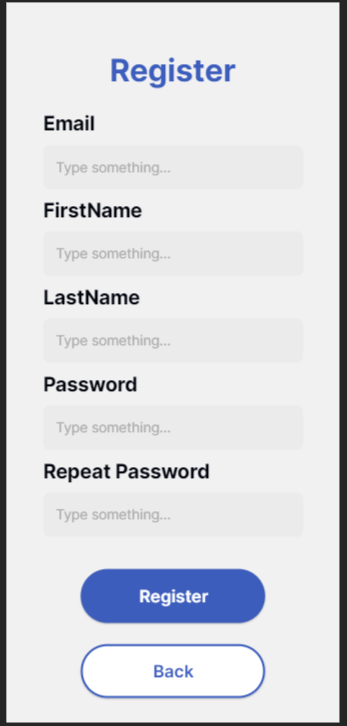 Register
Email
Type something...
FirstName
Type something...
LastName
Type something...
Password
Type something...
Repeat Password
Type something...
Register
Back